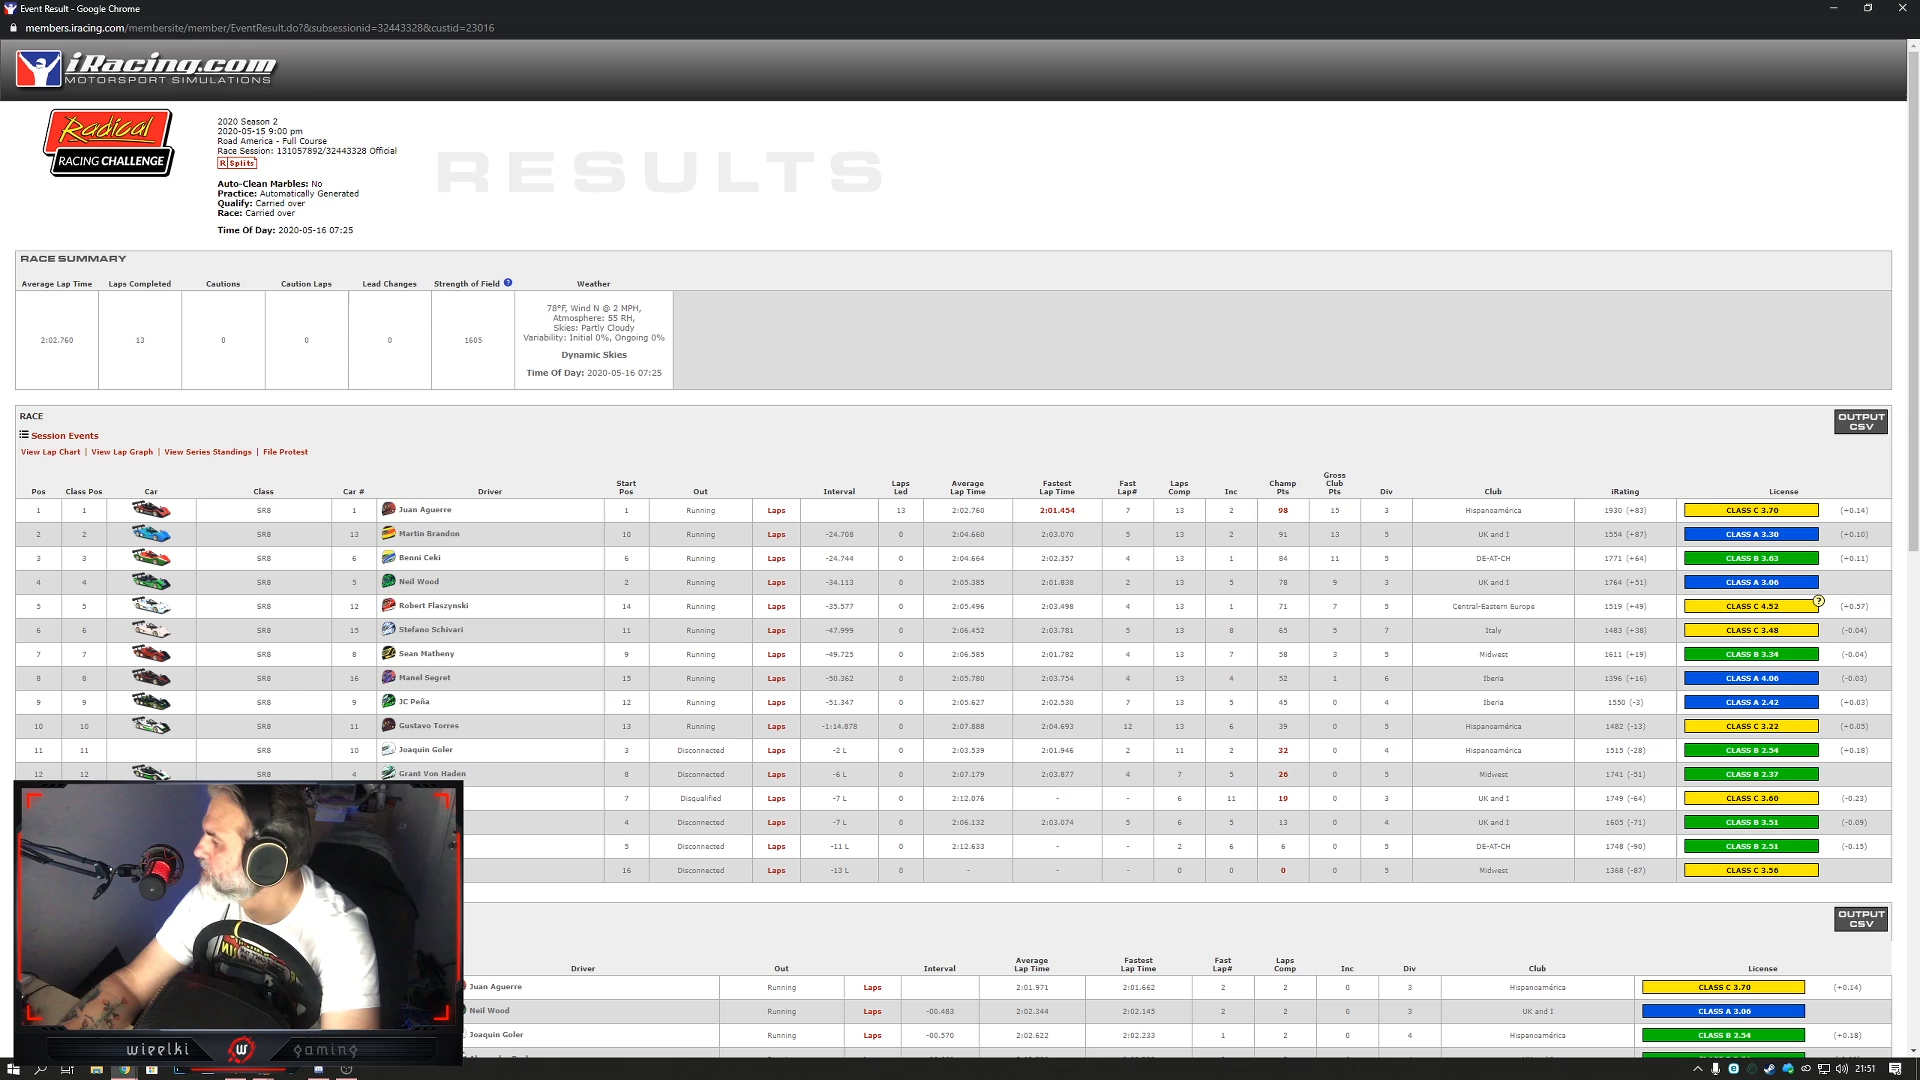 Event Result - Google Chrome
members.iracing.com/membersite/member/EventResult.do?&subsessionid=32443328&custid=23016
iRacing.com
MOTORSPORT SIMULATIONS
Radical
RACING CHALLENGE
2020 Season 2
2020-05-15 9:00 pm
Road America - Full Course
Race Session: 131057892/32443328 Official
R Splits
Auto-Clean Marbles: No
Practice: Automatically Generated
Qualify: Carried over
Race: Carried over
Time Of Day: 2020-05-16 07:25
RESULTS
RACE SUMMARY
Average Lap Time Laps Completed Cautions Caution Laps Lead Changes Strength of Field ? Weather
2:02.760 13 0 0 0 1605
78°F, Wind N @ 2 MPH,
Atmosphere: 55 RH,
Skies: Partly Cloudy
Variability: Initial 0%, Ongoing 0%
Dynamic Skies
Time Of Day: 2020-05-16 07:25
RACE
OUTPUT CSV
Session Events
View Lap Chart | View Lap Graph | View Series Standings | File Protest
Pos Class Pos Car Class Car # Driver Start Pos Out Interval Laps Led Average Lap Time Fastest Lap Time Fast Lap# Laps Comp Inc Champ Pts Gross Club Pts Div Club iRating License
1 1 SR8 1 Juan Aguerre 1 Running Laps 13 2:02.760 2:01.454 7 13 2 98 15 3 Hispanoamérica 1930 (+83) CLASS C 3.70 (+0.14)
2 2 SR8 13 Martin Brandon 10 Running Laps -24.708 0 2:04.660 2:03.070 5 13 2 91 13 5 UK and I 1554 (+87) CLASS A 3.30 (+0.10)
3 3 SR8 6 Benni Ceki 6 Running Laps -24.744 0 2:04.664 2:02.357 4 13 1 84 11 5 DE-AT-CH 1771 (+64) CLASS B 3.63 (+0.11)
4 4 SR8 5 Neil Wood 2 Running Laps -34.113 0 2:05.385 2:01.838 2 13 5 78 9 3 UK and I 1764 (+51) CLASS A 3.06
5 5 SR8 12 Robert Flaszynski 14 Running Laps -35.577 0 2:05.496 2:03.498 4 13 1 71 7 5 Central-Eastern Europe 1519 (+49) CLASS C 4.52 ? (+0.57)
6 6 SR8 15 Stefano Schivari 11 Running Laps -47.999 0 2:06.452 2:03.781 5 13 8 65 5 7 Italy 1483 (+38) CLASS C 3.48 (-0.04)
7 7 SR8 8 Sean Matheny 9 Running Laps -49.725 0 2:06.585 2:01.782 4 13 7 58 3 5 Midwest 1611 (+19) CLASS B 3.34 (-0.04)
8 8 SR8 16 Manel Segret 15 Running Laps -50.362 0 2:05.780 2:03.754 4 13 4 52 1 6 Iberia 1396 (+16) CLASS A 4.06 (-0.03)
9 9 SR8 9 JC Peña 12 Running Laps -51.347 0 2:05.627 2:02.530 7 13 5 45 0 4 Iberia 1550 (-3) CLASS A 2.42 (+0.03)
10 10 SR8 11 Gustavo Torres 13 Running Laps -1:14.878 0 2:07.888 2:04.693 12 13 6 39 0 5 Hispanoamérica 1482 (-13) CLASS C 3.22 (+0.05)
11 11 SR8 10 Joaquin Goler 3 Disconnected Laps -2 L 0 2:03.539 2:01.946 2 11 2 32 0 4 Hispanoamérica 1515 (-28) CLASS B 2.54 (+0.18)
12 12 SR8 4 Grant Von Haden 8 Disconnected Laps -6 L 0 2:07.179 2:03.877 4 7 5 26 0 5 Midwest 1741 (-51) CLASS B 2.37
7 Disqualified Laps -7 L 0 2:12.076 - - 6 11 19 0 3 UK and I 1749 (-64) CLASS C 3.60 (-0.23)
4 Disconnected Laps -7 L 0 2:06.132 2:03.074 5 6 5 13 0 4 UK and I 1605 (-71) CLASS B 3.51 (-0.09)
5 Disconnected Laps -11 L 0 2:12.633 - - 2 6 6 0 5 DE-AT-CH 1748 (-90) CLASS B 2.51 (-0.15)
16 Disconnected Laps -13 L 0 - - - 0 0 0 0 5 Midwest 1368 (-87) CLASS C 3.56
OUTPUT CSV
Driver Out Interval Average Lap Time Fastest Lap Time Fast Lap# Laps Comp Inc Div Club License
Juan Aguerre Running Laps 2:01.971 2:01.662 2 2 0 3 Hispanoamérica CLASS C 3.70 (+0.14)
Neil Wood Running Laps -00.483 2:02.344 2:02.145 2 2 0 3 UK and I CLASS A 3.06
Joaquin Goler Running Laps -00.570 2:02.622 2:02.233 1 2 0 4 Hispanoamérica CLASS B 2.54 (+0.18)
wieelki W gaming
21:51